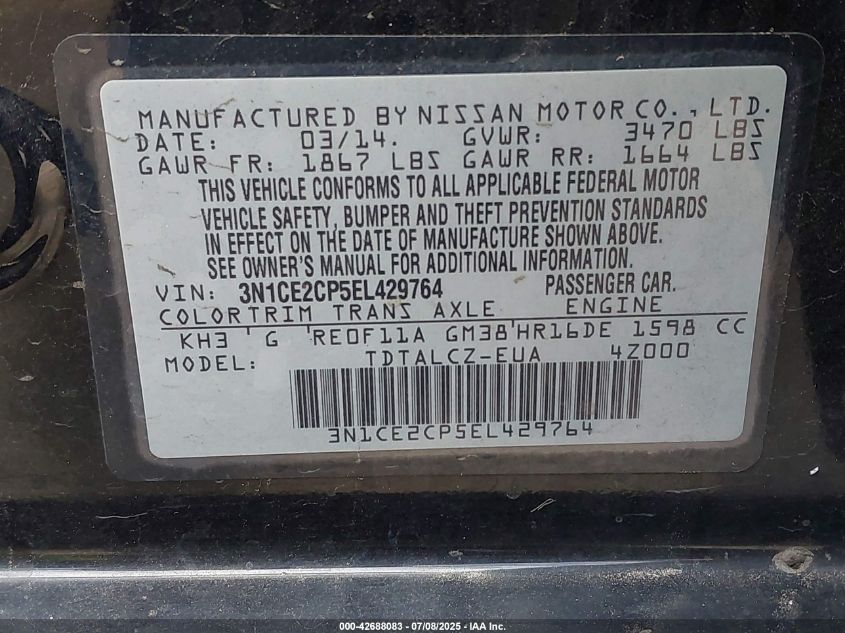 MANUFACTURED BY NISSAN MOTOR CO., LTD.
DATE: 03/14. GVWR: 3470 LBS
GAWR FR: 1867 LBS GAWR RR: 1664 LBS
THIS VEHICLE CONFORMS TO ALL APPLICABLE FEDERAL MOTOR
VEHICLE SAFETY, BUMPER AND THEFT PREVENTION STANDARDS
IN EFFECT ON THE DATE OF MANUFACTURE SHOWN ABOVE.
SEE OWNER'S MANUAL FOR ADDITIONAL INFORMATION.
VIN: 3N1CE2CP5EL429764 PASSENGER CAR.
COLORTRIM TRANS AXLE ENGINE
KH3 ' G 'RE0F11A GM38'HR16DE 1598 CC
MODEL: TDTALCZ-EUA 4Z000
3N1CE2CP5EL429764
000-42688083 - 07/08/2025 - IAA Inc.